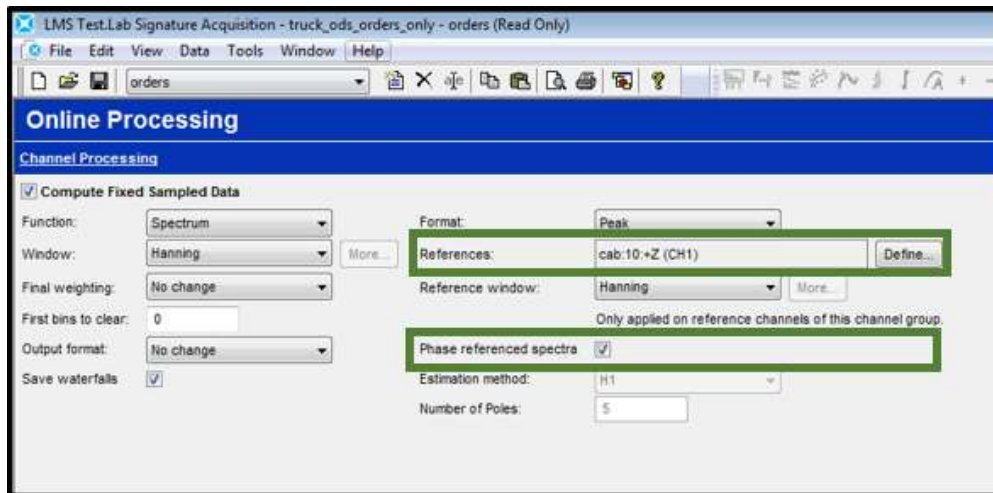 LMS Test.Lab Signature Acquisition - truck_ods_orders_only - orders (Read Only)
File Edit View Data Tools Window Help
orders
Online Processing
Channel Processing
Compute Fixed Sampled Data
Function: Spectrum Format: Peak
Window: Hanning More... References: cab:10:+Z (CH1) Define...
Final weighting: No change Reference window: Hanning More...
First bins to clear: 0 Only applied on reference channels of this channel group.
Output format: No change Phase referenced spectra
Save waterfalls Estimation method: H1
Number of Poles: 5